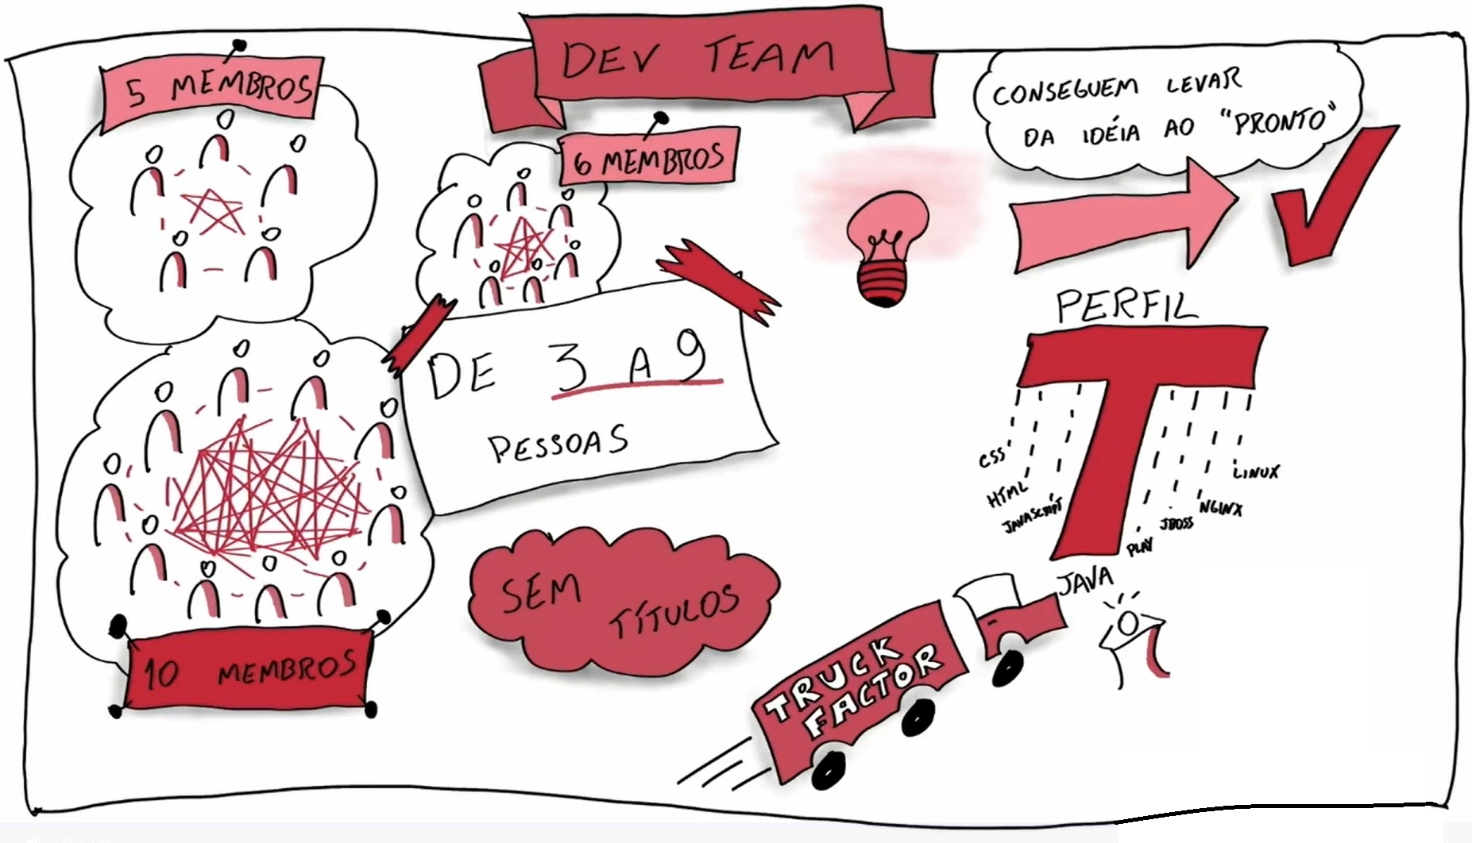 DEV TEAM
5 MEMBROS
6 MEMBROS
CONSEGUEM LEVAR
DA IDÉIA AO "PRONTO"
DE 3 A 9
PESSOAS
PERFIL
T
CSS
HTML
JAVASCRIPT
JAVA
PLAY
JBOSS
NGINX
LINUX
SEM
TÍTULOS
10 MEMBROS
TRUCK
FACTOR